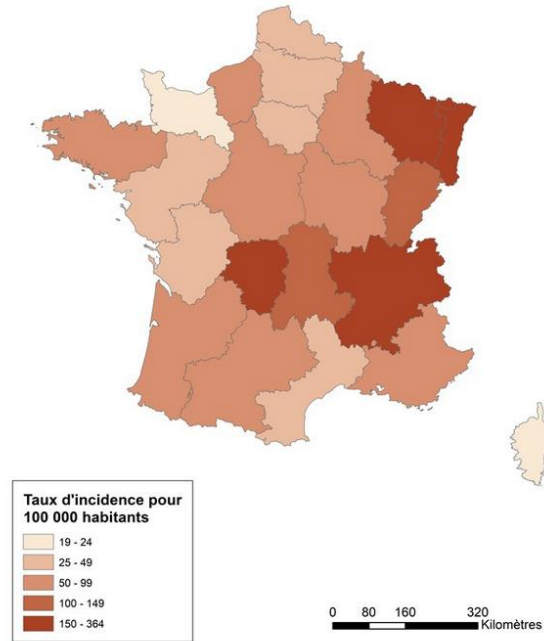 Taux d'incidence pour
100 000 habitants
19 - 24
25 - 49
50 - 99
100 - 149
150 - 364
0 80 160 320
Kilomètres